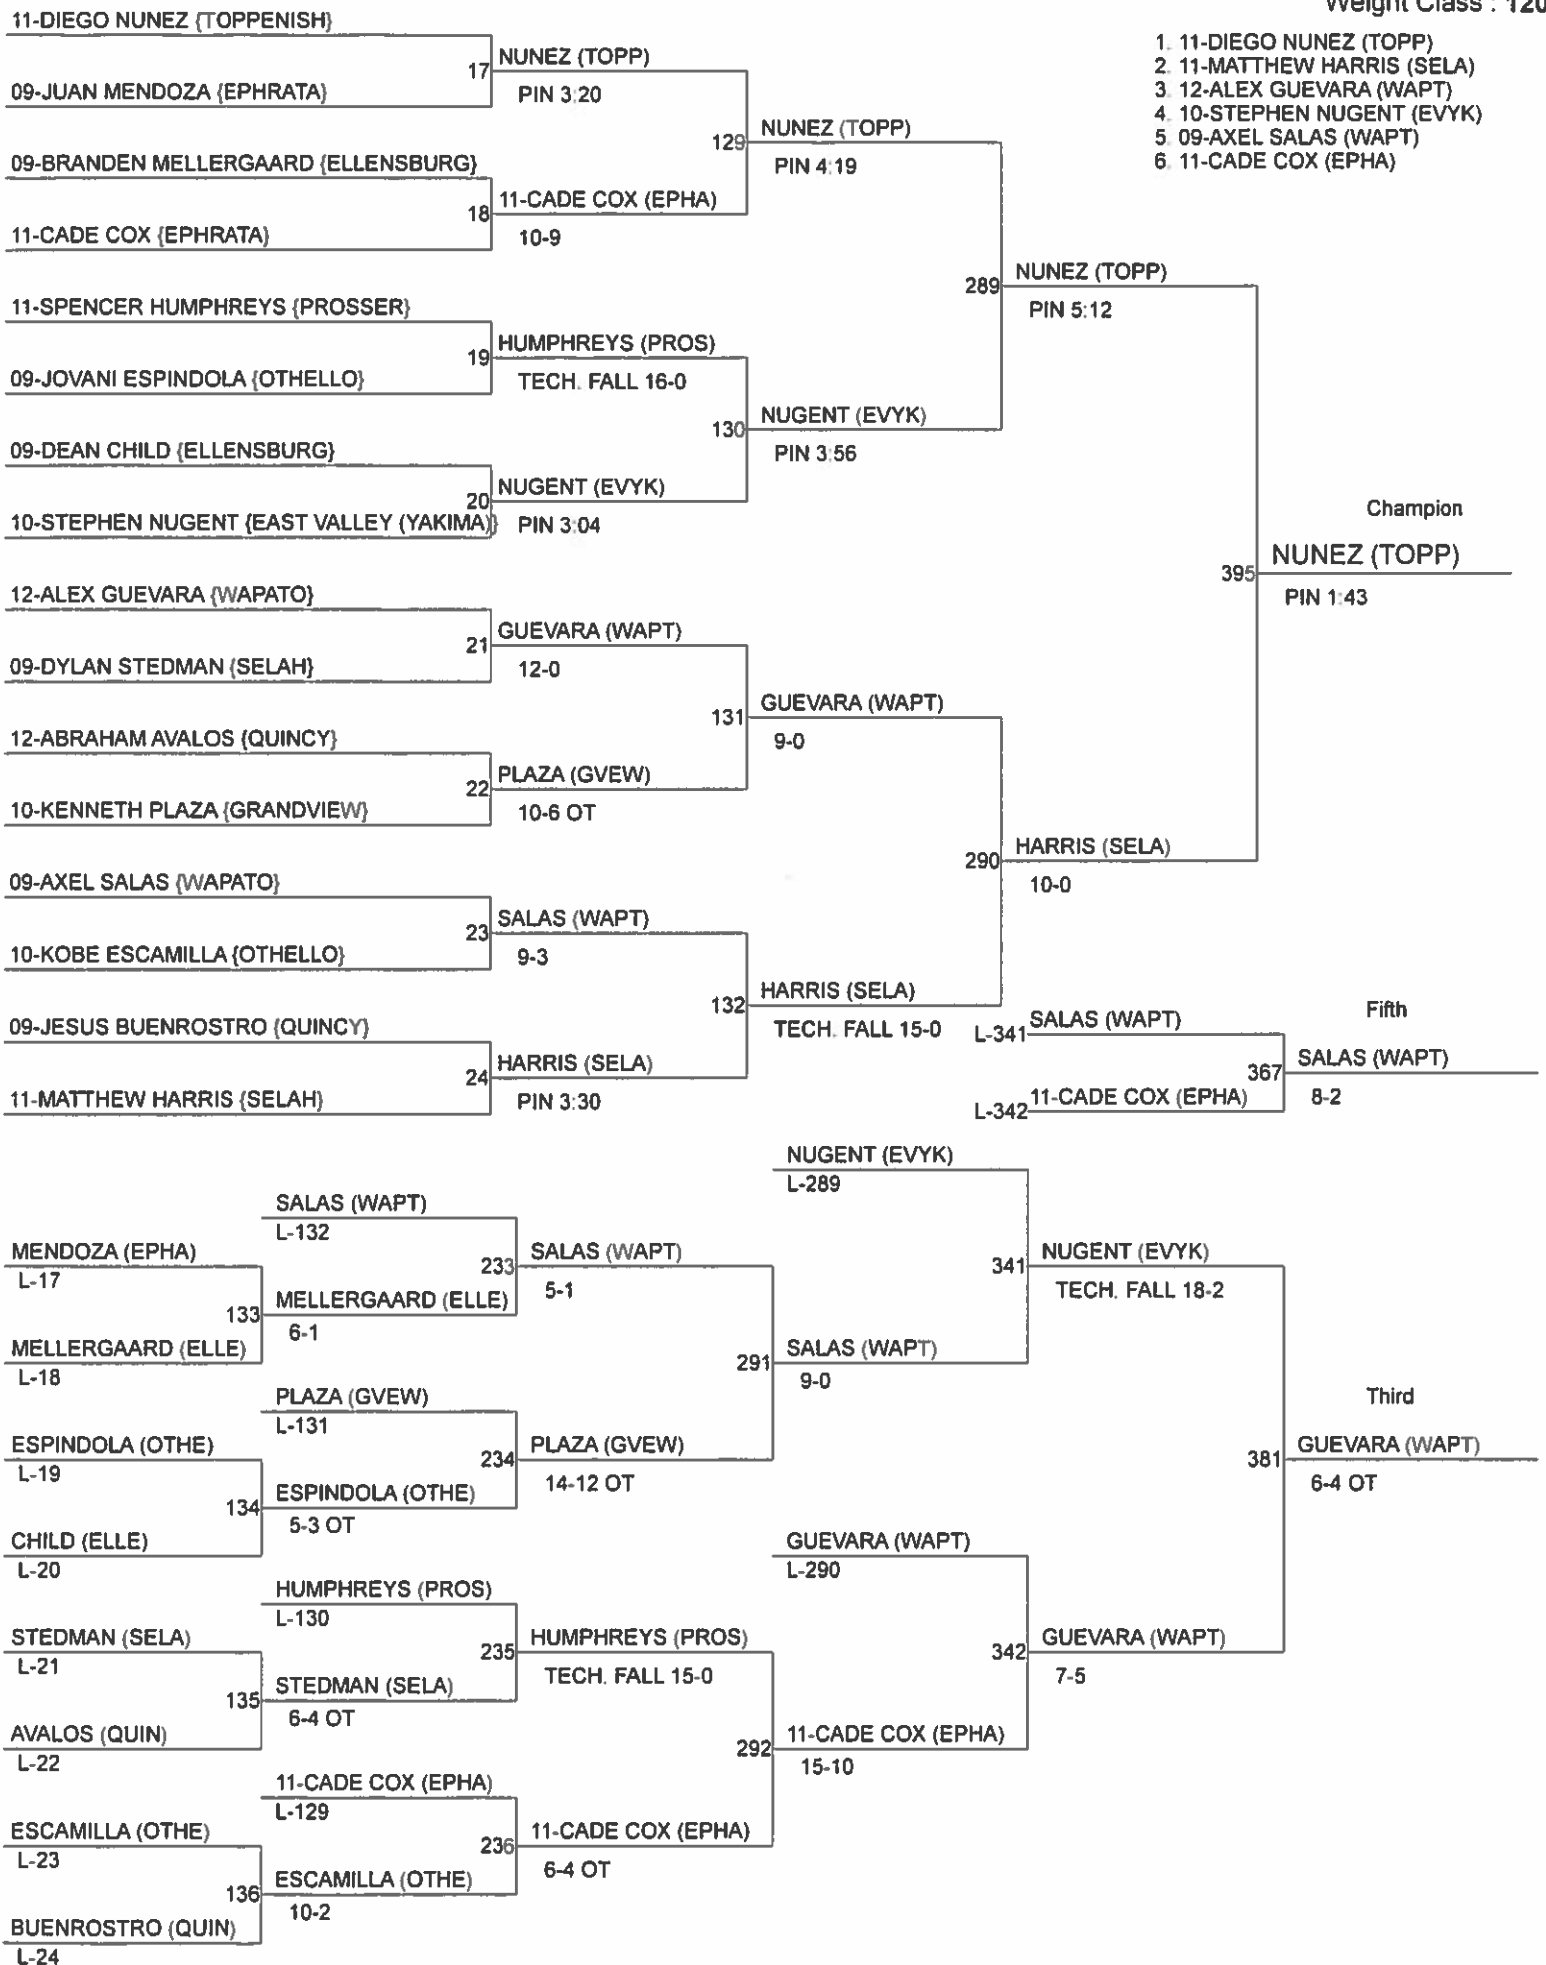 Weight Class : 120
1. 11-DIEGO NUNEZ (TOPP)
2. 11-MATTHEW HARRIS (SELA)
3. 12-ALEX GUEVARA (WAPT)
4. 10-STEPHEN NUGENT (EVYK)
5. 09-AXEL SALAS (WAPT)
6. 11-CADE COX (EPHA)
11-DIEGO NUNEZ {TOPPENISH}
17 NUNEZ (TOPP)
PIN 3:20
09-JUAN MENDOZA {EPHRATA}
129 NUNEZ (TOPP)
PIN 4:19
09-BRANDEN MELLERGAARD {ELLENSBURG}
18 11-CADE COX (EPHA)
10-9
11-CADE COX {EPHRATA}
289 NUNEZ (TOPP)
PIN 5:12
11-SPENCER HUMPHREYS {PROSSER}
19 HUMPHREYS (PROS)
TECH. FALL 16-0
09-JOVANI ESPINDOLA {OTHELLO}
130 NUGENT (EVYK)
PIN 3:56
09-DEAN CHILD {ELLENSBURG}
20 NUGENT (EVYK)
PIN 3:04
10-STEPHEN NUGENT {EAST VALLEY (YAKIMA)}
Champion
395 NUNEZ (TOPP)
PIN 1:43
12-ALEX GUEVARA {WAPATO}
21 GUEVARA (WAPT)
12-0
09-DYLAN STEDMAN {SELAH}
131 GUEVARA (WAPT)
9-0
12-ABRAHAM AVALOS {QUINCY}
22 PLAZA (GVEW)
10-6 OT
10-KENNETH PLAZA {GRANDVIEW}
290 HARRIS (SELA)
10-0
09-AXEL SALAS {WAPATO}
23 SALAS (WAPT)
9-3
10-KOBE ESCAMILLA {OTHELLO}
132 HARRIS (SELA)
TECH. FALL 15-0
09-JESUS BUENROSTRO {QUINCY}
24 HARRIS (SELA)
PIN 3:30
11-MATTHEW HARRIS {SELAH}
Fifth
L-341 SALAS (WAPT)
367 SALAS (WAPT)
8-2
L-342 11-CADE COX (EPHA)
NUGENT (EVYK)
L-289
SALAS (WAPT)
L-132
MENDOZA (EPHA)
L-17
233 SALAS (WAPT)
5-1
341 NUGENT (EVYK)
TECH. FALL 18-2
133 MELLERGAARD (ELLE)
6-1
MELLERGAARD (ELLE)
L-18
291 SALAS (WAPT)
9-0
PLAZA (GVEW)
L-131
Third
ESPINDOLA (OTHE)
L-19
234 PLAZA (GVEW)
14-12 OT
381 GUEVARA (WAPT)
6-4 OT
134 ESPINDOLA (OTHE)
5-3 OT
CHILD (ELLE)
L-20
GUEVARA (WAPT)
L-290
HUMPHREYS (PROS)
L-130
STEDMAN (SELA)
L-21
235 HUMPHREYS (PROS)
TECH. FALL 15-0
342 GUEVARA (WAPT)
7-5
135 STEDMAN (SELA)
6-4 OT
AVALOS (QUIN)
L-22
292 11-CADE COX (EPHA)
15-10
11-CADE COX (EPHA)
L-129
ESCAMILLA (OTHE)
L-23
236 11-CADE COX (EPHA)
6-4 OT
136 ESCAMILLA (OTHE)
10-2
BUENROSTRO (QUIN)
L-24